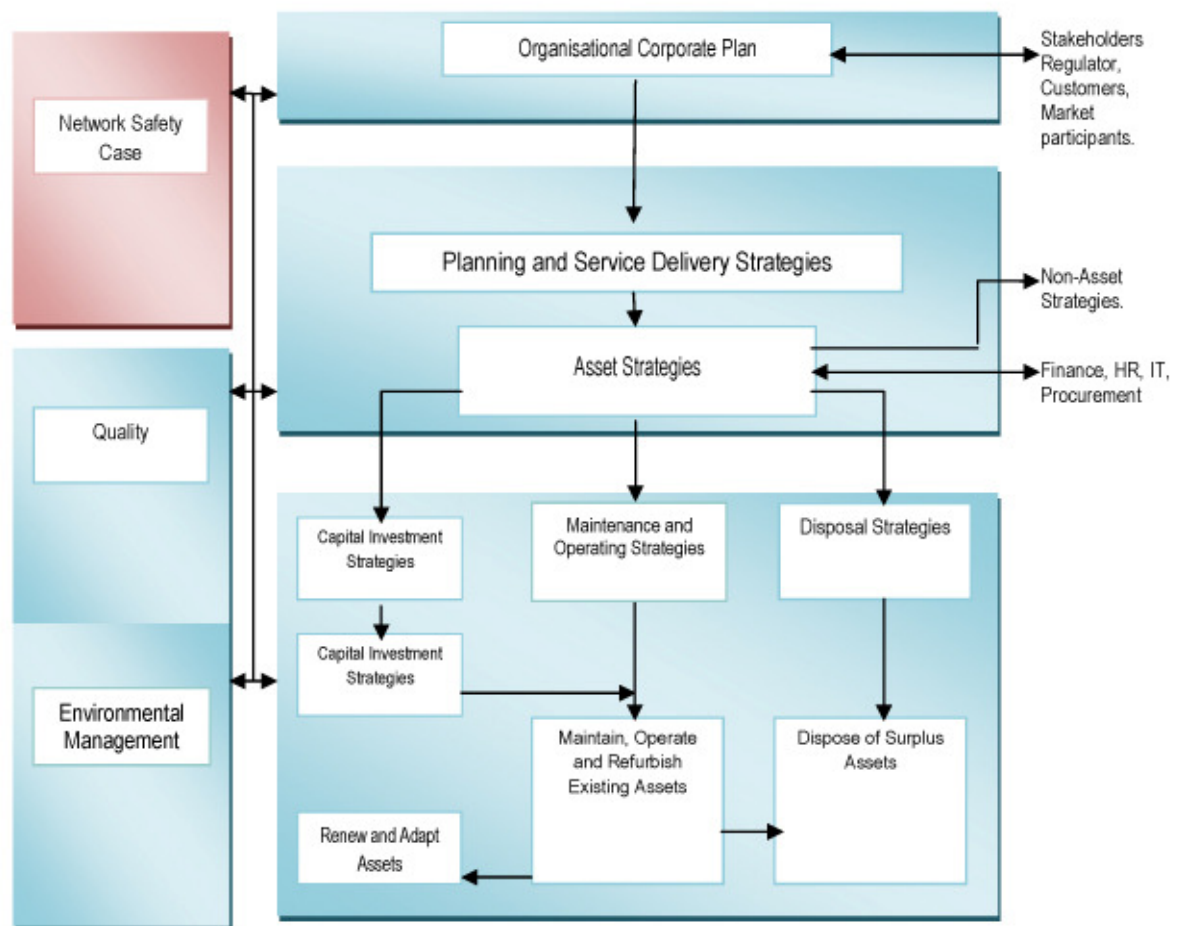 Organisational Corporate Plan
Stakeholders
Regulator,
Customers,
Market
participants.
Network Safety
Case
Planning and Service Delivery Strategies
Non-Asset
Strategies.
Asset Strategies
Finance, HR, IT,
Procurement
Quality
Capital Investment
Strategies
Maintenance and
Operating Strategies
Disposal Strategies
Capital Investment
Strategies
Environmental
Management
Maintain, Operate
and Refurbish
Existing Assets
Dispose of Surplus
Assets
Renew and Adapt
Assets